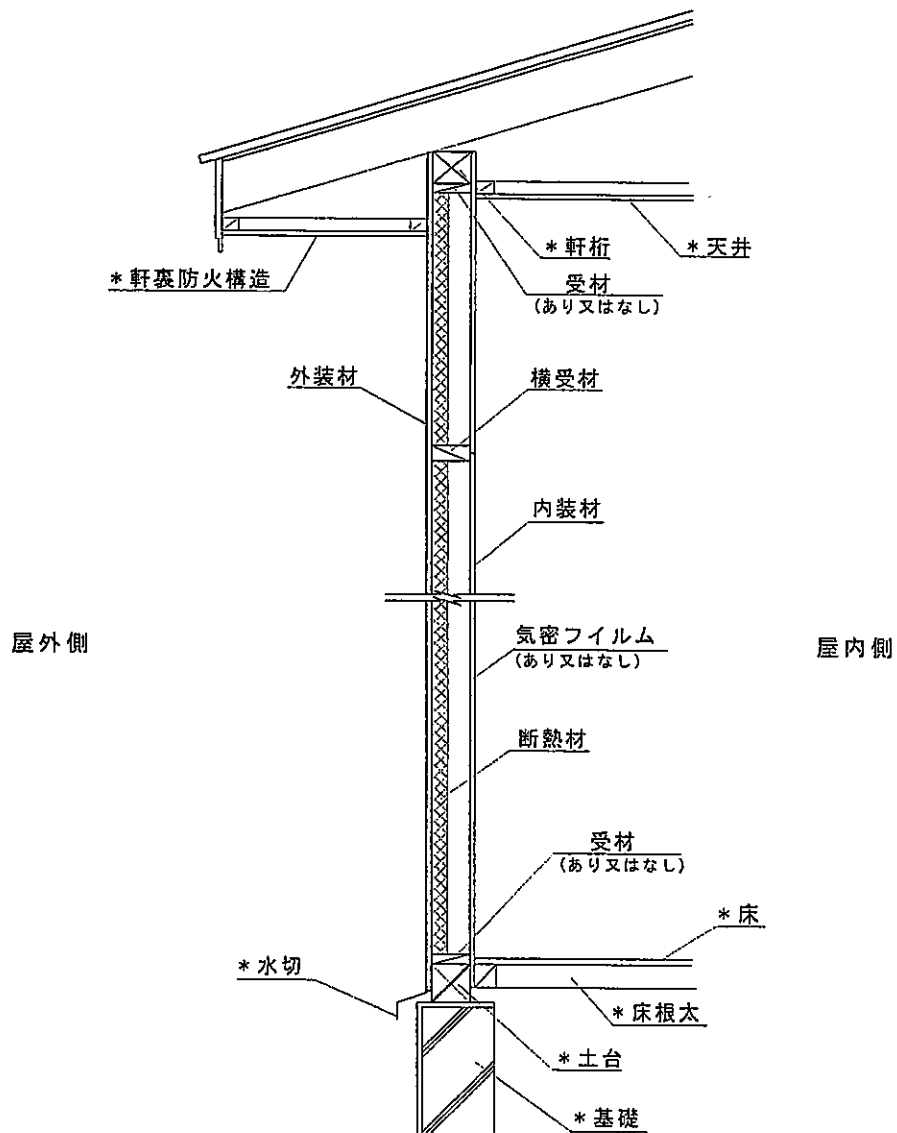 *軒桁
*天井
*軒裏防火構造
受材
(あり又はなし)
外装材
横受材
内装材
屋外側
気密フイルム
(あり又はなし)
屋内側
断熱材
受材
(あり又はなし)
*床
*水切
*床根太
*土台
*基礎